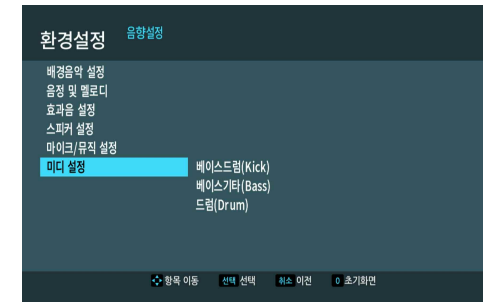 환경설정 음향설정
배경음악 설정
음정 및 멜로디
효과음 설정
스피커 설정
마이크/뮤직 설정
미디 설정 베이스드럼(Kick)
베이스기타(Bass)
드럼(Drum)
항목 이동 선택 선택 취소 이전 0 초기화면